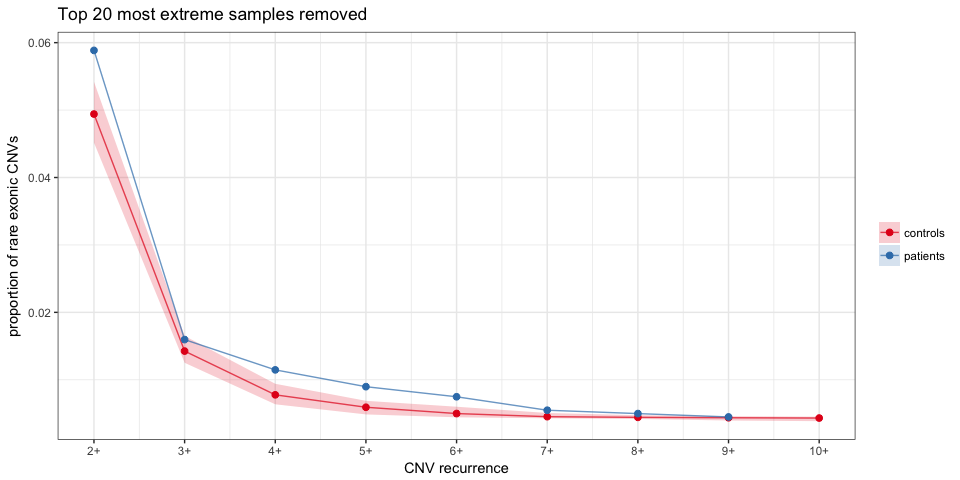 Top 20 most extreme samples removed
0.06
0.04
0.02
proportion of rare exonic CNVs
2+ 3+ 4+ 5+ 6+ 7+ 8+ 9+ 10+
CNV recurrence
controls
patients